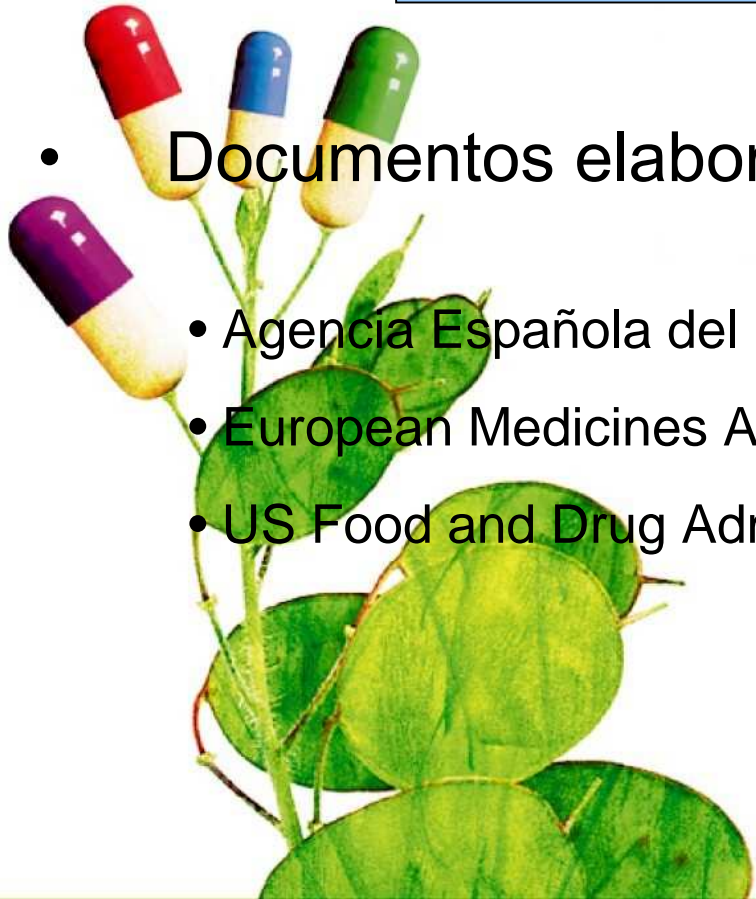 • Documentos elabor
• Agencia Española del
• European Medicines A
• US Food and Drug Adr